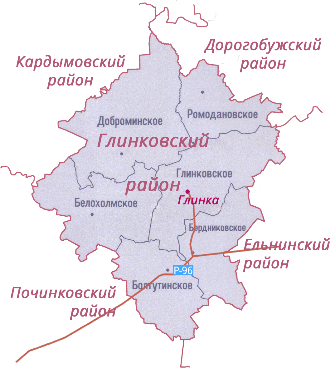 Кардымовский
район
Дорогобужский
район
Доброминское
Ромодановское
Глинковский
район
Глинковское
Глинка
Белохолмское
Бердниковское
Ельнинский
район
Р-96
Болтутинское
Починковский
район